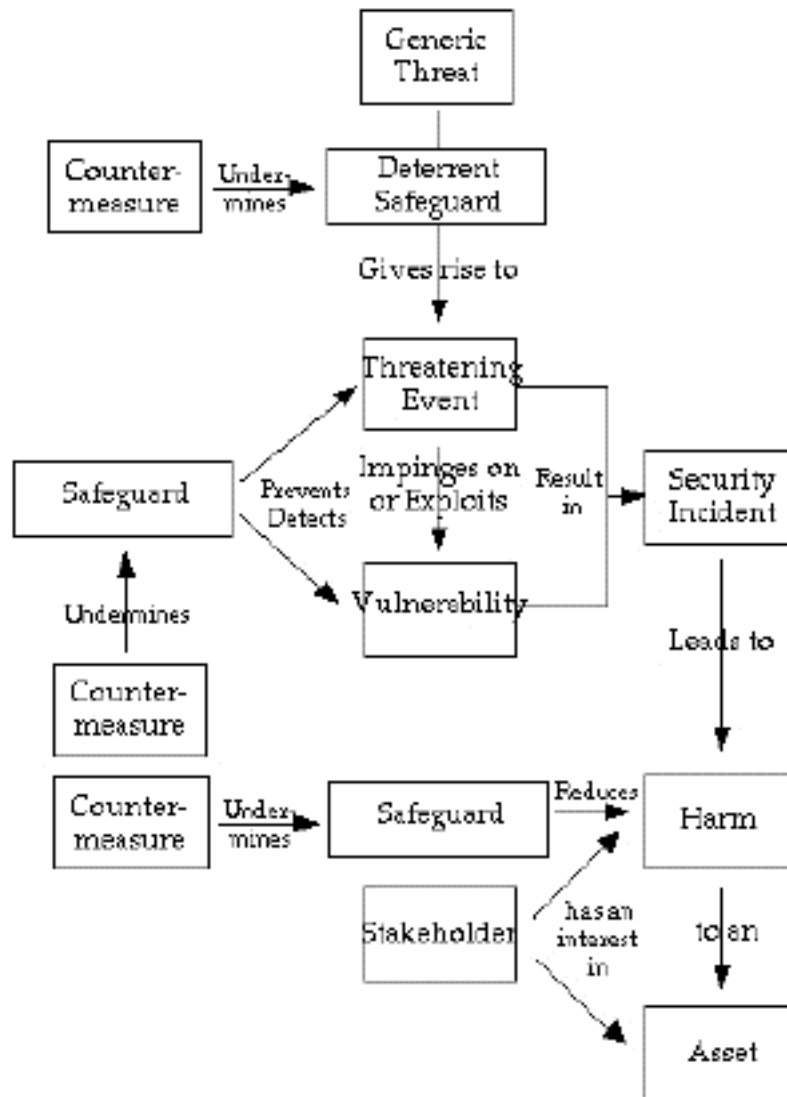 Generic
Threat
Counter-
measure
Under-
mines
Deterrent
Safeguard
Gives rise to
Threatening
Event
Safeguard
Prevents
Detects
Impinges on
or Exploits
Result
in
Security
Incident
Vulnerability
Undermines
Leads to
Counter-
measure
Counter-
measure
Under-
mines
Safeguard
Reduces
Harm
Stakeholder
has an
interest
in
to an
Asset